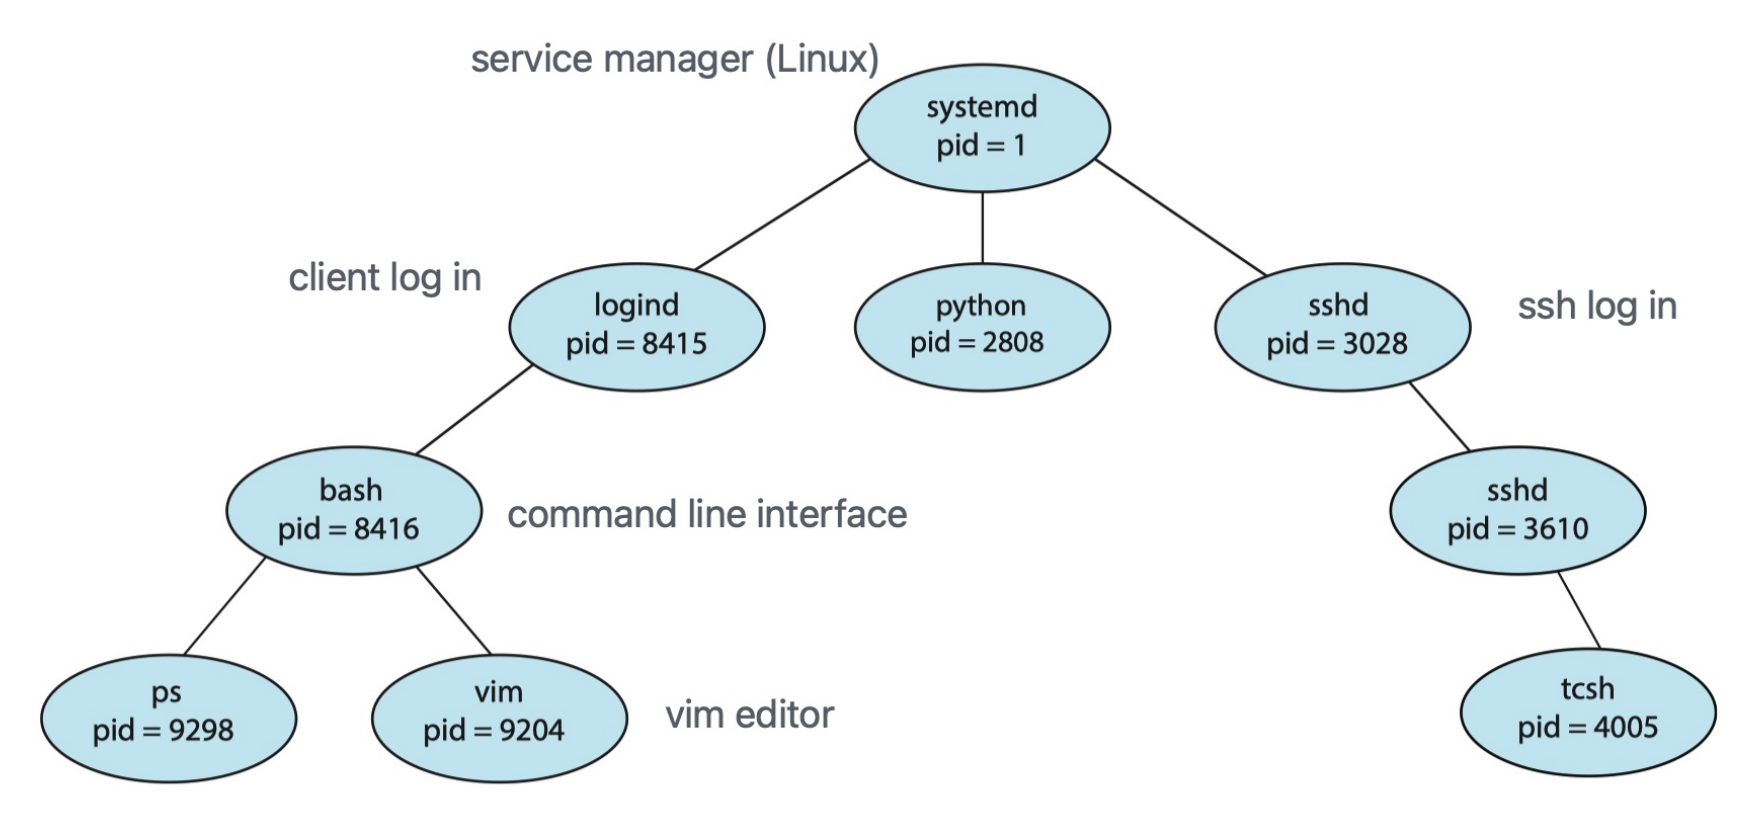 service manager (Linux)
systemd
pid = 1
client log in
logind
pid = 8415
python
pid = 2808
sshd
pid = 3028
ssh log in
bash
pid = 8416
command line interface
sshd
pid = 3610
ps
pid = 9298
vim
pid = 9204
vim editor
tcsh
pid = 4005